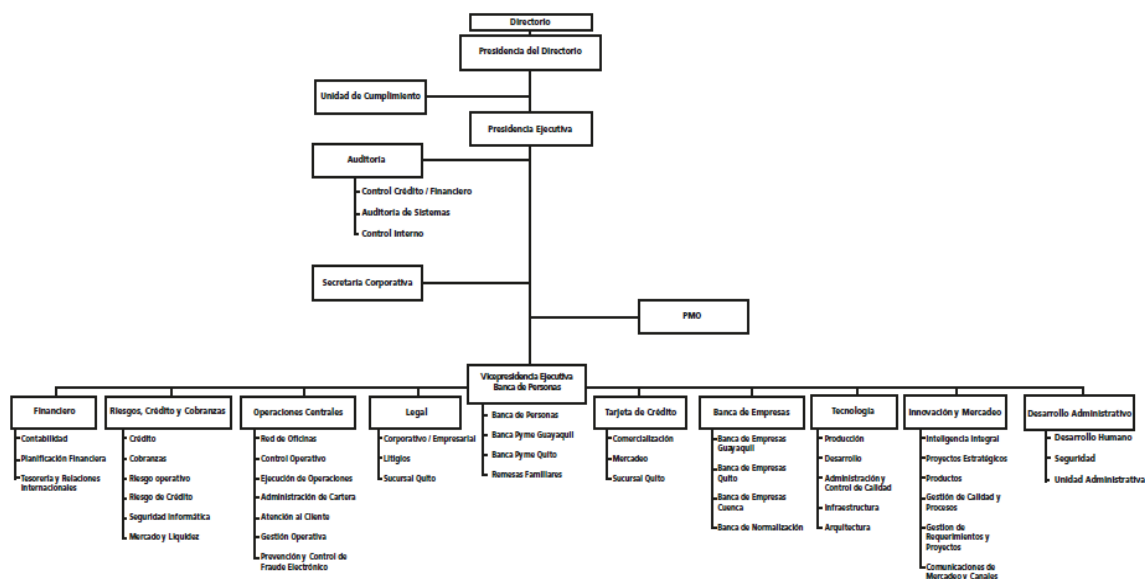 Directorio
Presidencia del Directorio
Unidad de Cumplimiento
Presidencia Ejecutiva
Auditoría
Control Crédito / Financiero
Auditoría de Sistemas
Control Interno
Secretaría Corporativa
PMO
Vicepresidencia Ejecutiva
Banca de Personas
Banca de Personas
Banca Pyme Guayaquil
Banca Pyme Quito
Remesas Familiares
Financiero
Contabilidad
Planificación Financiera
Tesorería y Relaciones
Internacionales
Riesgos, Crédito y Cobranzas
Crédito
Cobranzas
Riesgo operativo
Riesgo de Crédito
Seguridad Informática
Mercado y Liquidez
Operaciones Centrales
Red de Oficinas
Control Operativo
Ejecución de Operaciones
Administración de Cartera
Atención al Cliente
Gestión Operativa
Prevención y Control de
Fraude Electrónico
Legal
Corporativo / Empresarial
Litigios
Sucursal Quito
Tarjeta de Crédito
Comercialización
Mercadeo
Sucursal Quito
Banca de Empresas
Banca de Empresas
Guayaquil
Banca de Empresas
Quito
Banca de Empresas
Cuenca
Banca de Normalización
Tecnología
Producción
Desarrollo
Administración y
Control de Calidad
Infraestructura
Arquitectura
Innovación y Mercadeo
Inteligencia Integral
Proyectos Estratégicos
Productos
Gestión de Calidad y
Procesos
Gestion de
Requerimientos y
Proyectos
Comunicaciones de
Mercadeo y Canales
Desarrollo Administrativo
Desarrollo Humano
Seguridad
Unidad Administrativa